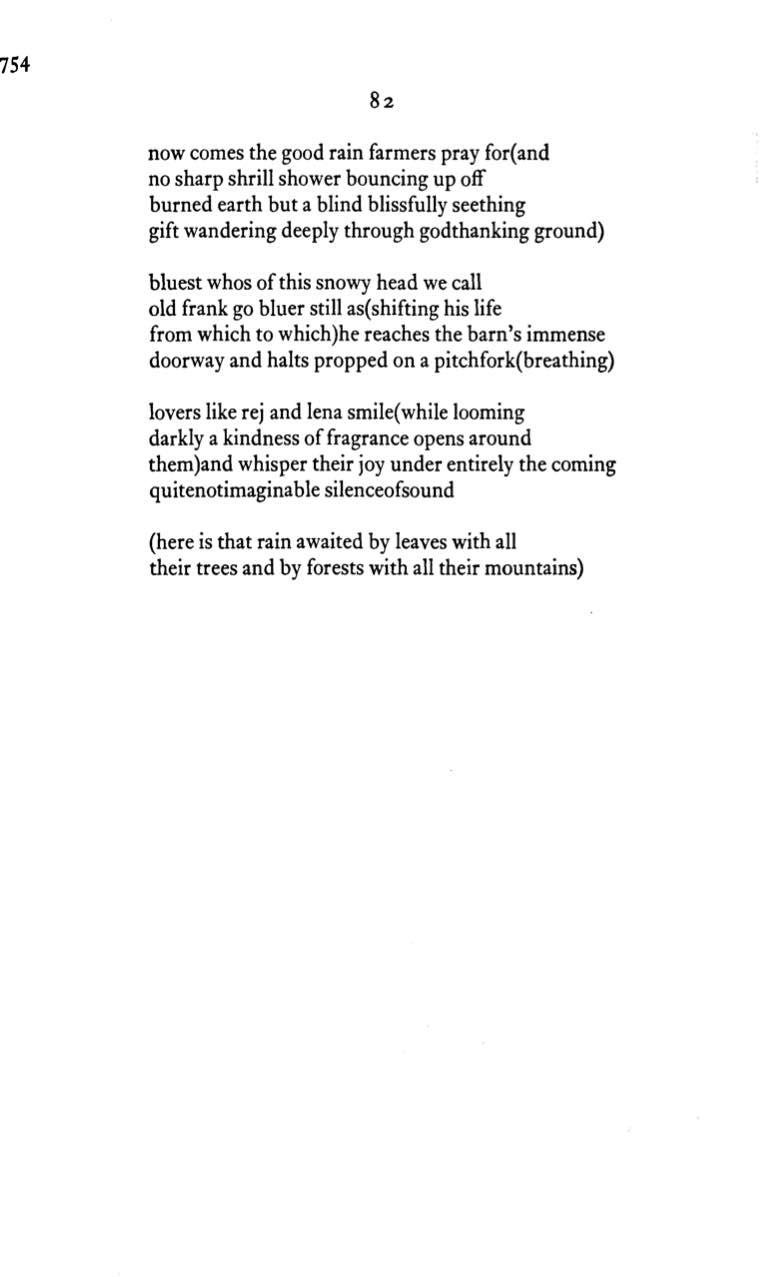 754
82
now comes the good rain farmers pray for(and
no sharp shrill shower bouncing up off
burned earth but a blind blissfully seething
gift wandering deeply through godthanking ground)
bluest whos of this snowy head we call
old frank go bluer still as(shifting his life
from which to which)he reaches the barn's immense
doorway and halts propped on a pitchfork(breathing)
lovers like rej and lena smile(while looming
darkly a kindness of fragrance opens around
them)and whisper their joy under entirely the coming
quitenotimaginable silenceofsound
(here is that rain awaited by leaves with all
their trees and by forests with all their mountains)